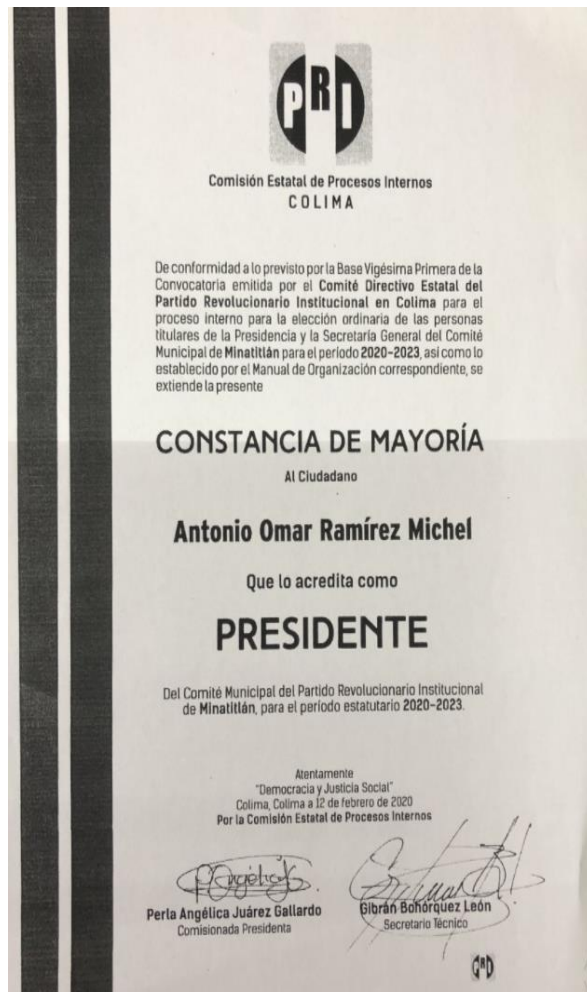 PRI
Comisión Estatal de Procesos Internos
COLIMA
De conformidad a lo previsto por la Base Vigésima Primera de la
Convocatoria emitida por el Comité Directivo Estatal del
Partido Revolucionario Institucional en Colima para el
proceso interno para la elección ordinaria de las personas
titulares de la Presidencia y la Secretaría General del Comité
Municipal de Minatitlán para el periodo 2020-2023, así como lo
establecido por el Manual de Organización correspondiente, se
extiende la presente
CONSTANCIA DE MAYORÍA
Al Ciudadano
Antonio Omar Ramírez Michel
Que lo acredita como
PRESIDENTE
Del Comité Municipal del Partido Revolucionario Institucional
de Minatitlán, para el período estatutario 2020-2023.
Atentamente
"Democracia y Justicia Social"
Colima, Colima a 12 de febrero de 2020
Por la Comisión Estatal de Procesos Internos
Perla Angélica Juárez Gallardo
Comisionada Presidenta
Gibrán Bohórquez León
Secretario Técnico
PRI